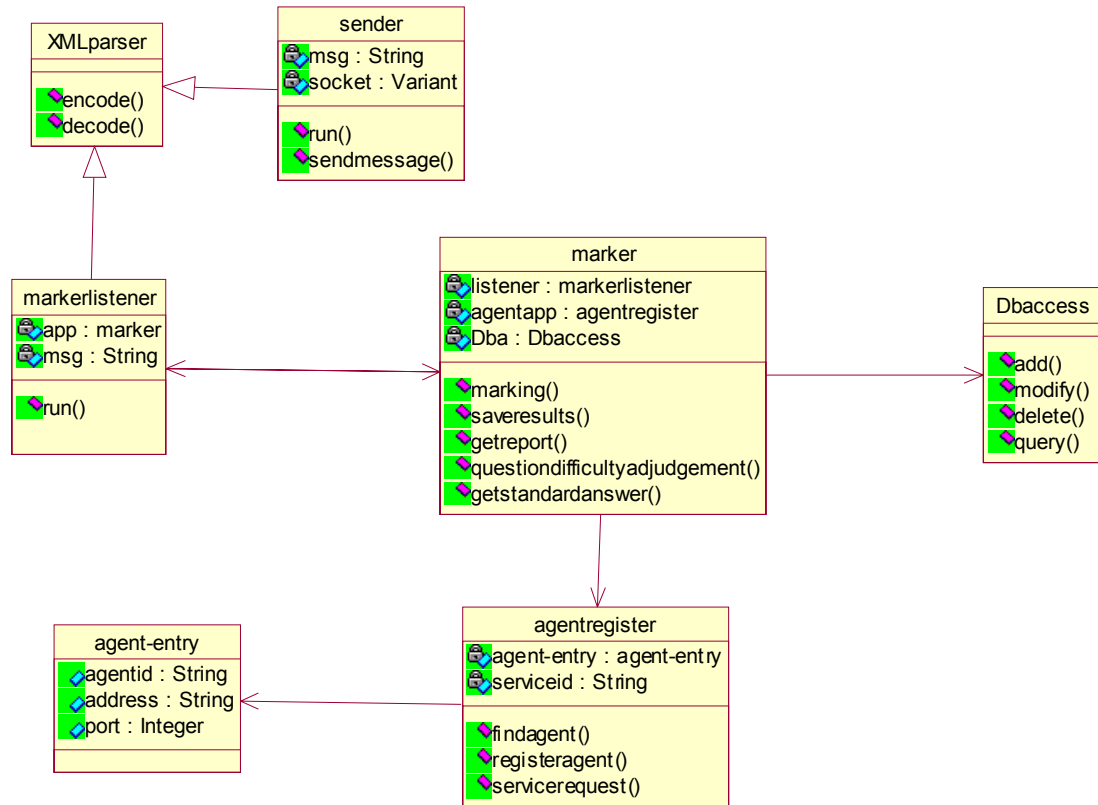 XMLparser
encode()
decode()
sender
msg : String
socket : Variant
run()
sendmessage()
markerlistener
app : marker
msg : String
run()
marker
listener : markerlistener
agentapp : agentregister
Dba : Dbaccess
marking()
saveresults()
getreport()
questiondifficultyadjudgement()
getstandardanswer()
Dbaccess
add()
modify()
delete()
query()
agent-entry
agentid : String
address : String
port : Integer
agentregister
agent-entry : agent-entry
serviceid : String
findagent()
registeragent()
servicerequest()